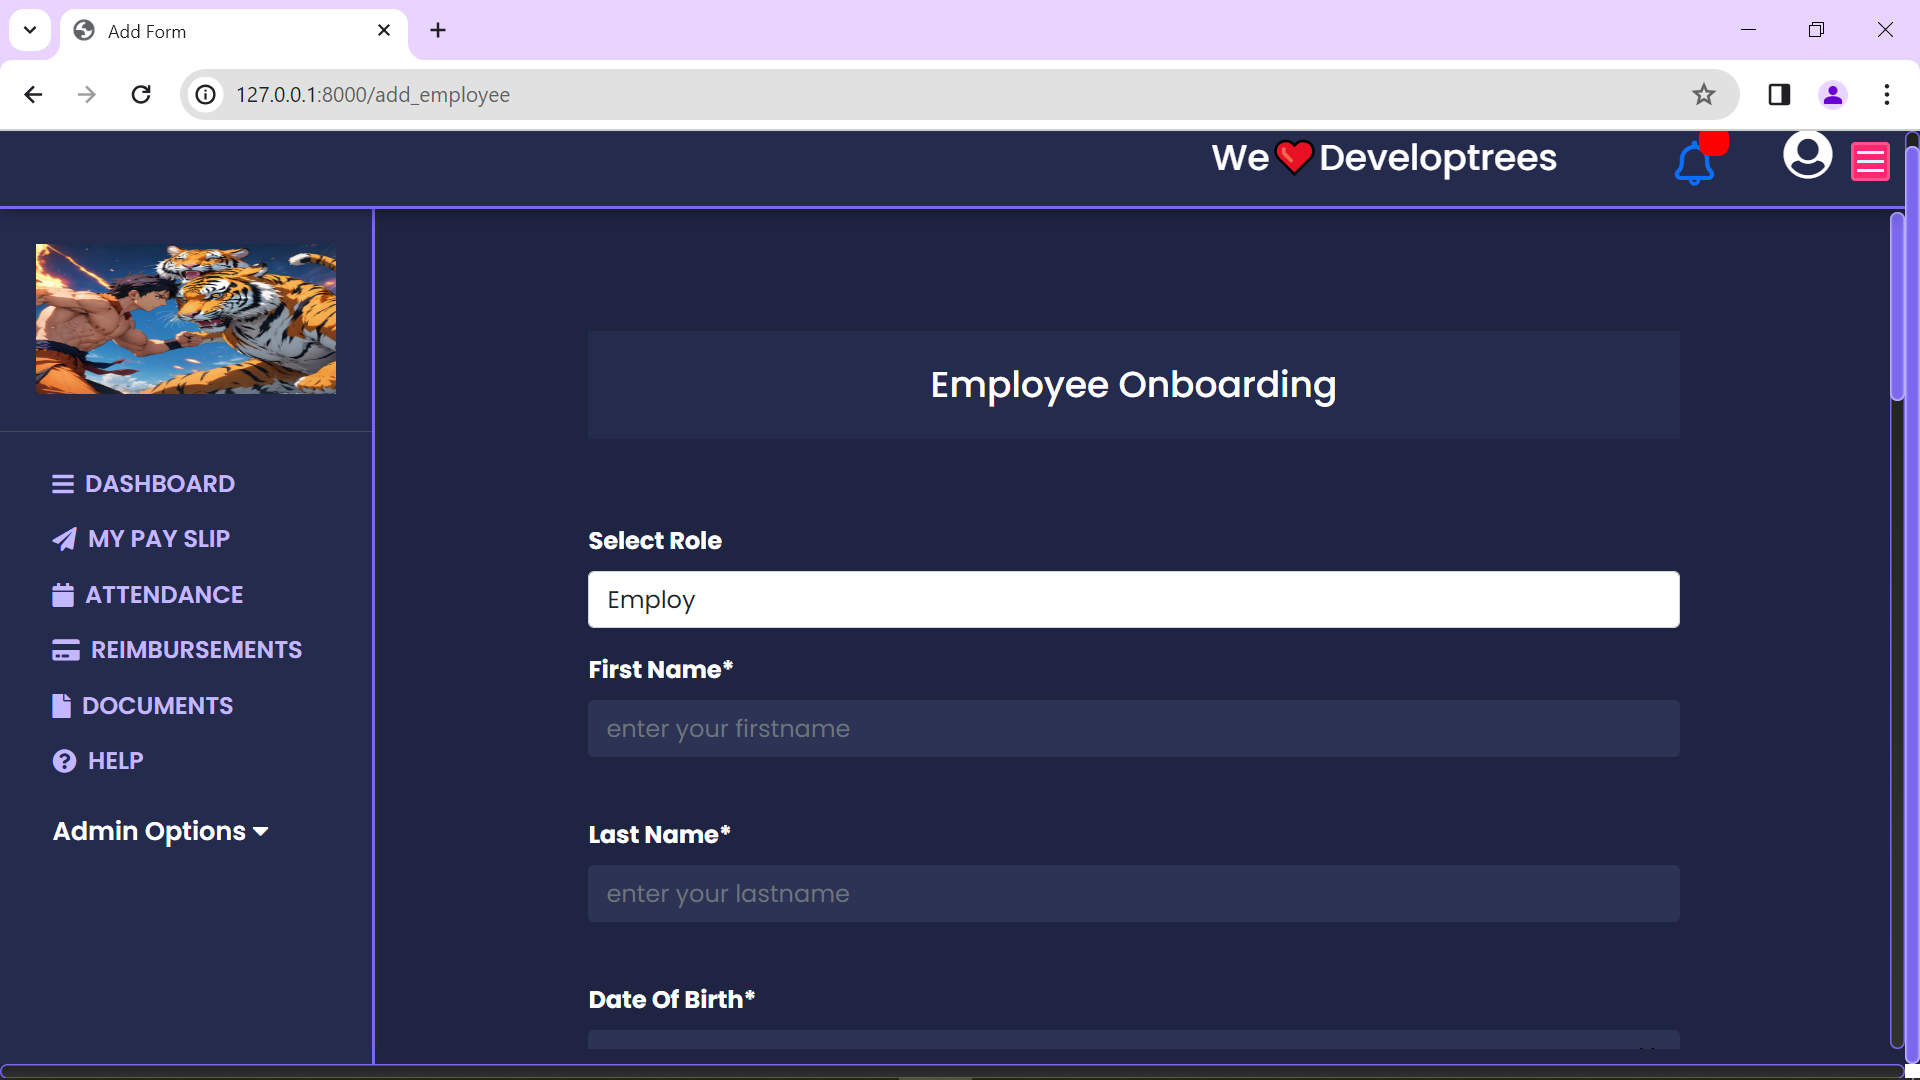 Add Form
127.0.0.1:8000/add_employee
We Developtrees
DASHBOARD
MY PAY SLIP
ATTENDANCE
REIMBURSEMENTS
DOCUMENTS
HELP
Admin Options
Employee Onboarding
Select Role
Employ
First Name*
enter your firstname
Last Name*
enter your lastname
Date Of Birth*